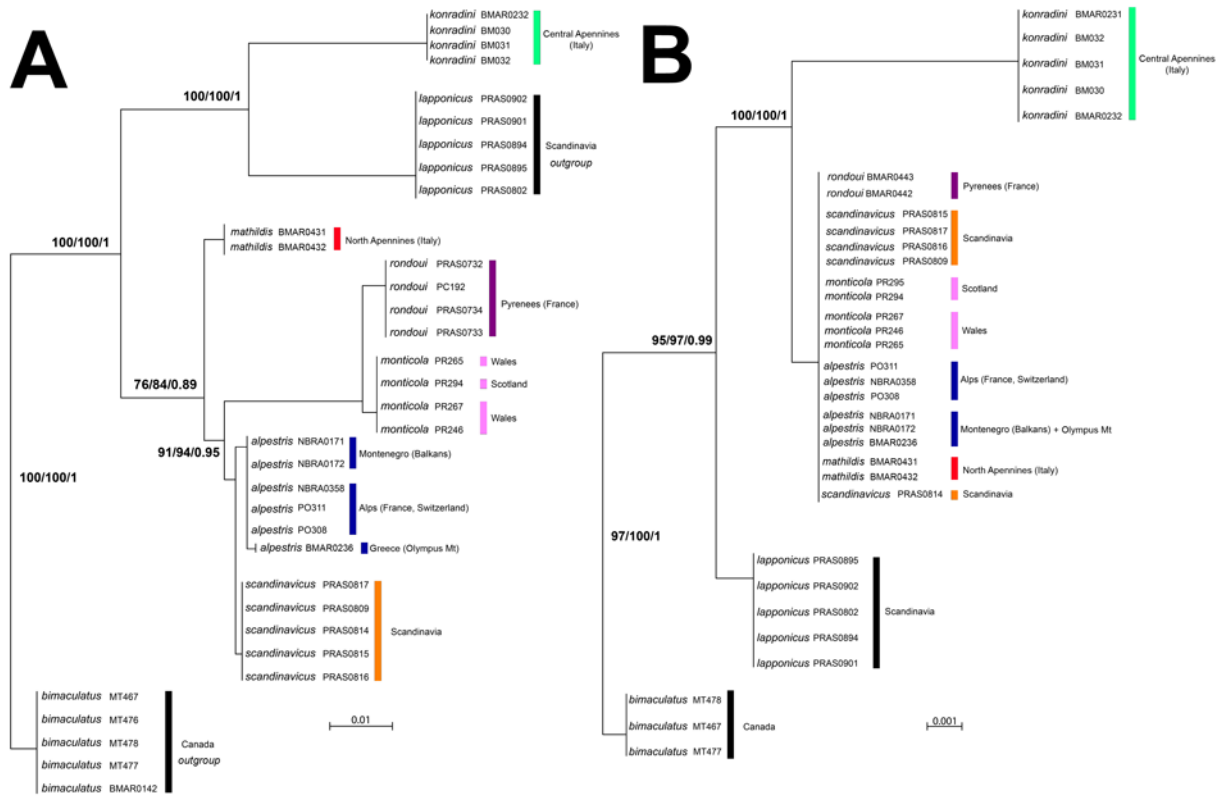 A
konradini BMAR0232
konradini BM030
konradini BM031
konradini BM032
Central Apennines
(Italy)
100/100/1
lapponicus PRAS0902
lapponicus PRAS0901
lapponicus PRAS0894
lapponicus PRAS0895
lapponicus PRAS0802
Scandinavia
outgroup
100/100/1
mathildis BMAR0431
mathildis BMAR0432
North Apennines (Italy)
rondoui PRAS0732
rondoui PC192
rondoui PRAS0734
rondoui PRAS0733
Pyrenees (France)
monticola PR265
Wales
monticola PR294
Scotland
monticola PR267
monticola PR246
Wales
76/84/0.89
91/94/0.95
alpestris NBRA0171
alpestris NBRA0172
Montenegro (Balkans)
alpestris NBRA0358
alpestris PO311
alpestris PO308
Alps (France, Switzerland)
alpestris BMAR0236
Greece (Olympus Mt)
100/100/1
scandinavicus PRAS0817
scandinavicus PRAS0809
scandinavicus PRAS0814
scandinavicus PRAS0815
scandinavicus PRAS0816
Scandinavia
bimaculatus MT467
bimaculatus MT476
bimaculatus MT478
bimaculatus MT477
bimaculatus BMAR0142
Canada
outgroup
0.01
B
konradini BMAR0231
konradini BM032
konradini BM031
konradini BM030
konradini BMAR0232
Central Apennines
(Italy)
100/100/1
rondoui BMAR0443
rondoui BMAR0442
Pyrenees (France)
scandinavicus PRAS0815
scandinavicus PRAS0817
scandinavicus PRAS0816
scandinavicus PRAS0809
Scandinavia
monticola PR295
monticola PR294
Scotland
monticola PR267
monticola PR246
monticola PR265
Wales
95/97/0.99
alpestris PO311
alpestris NBRA0358
alpestris PO308
Alps (France, Switzerland)
alpestris NBRA0171
alpestris NBRA0172
alpestris BMAR0236
Montenegro (Balkans) + Olympus Mt
mathildis BMAR0431
mathildis BMAR0432
North Apennines (Italy)
scandinavicus PRAS0814
Scandinavia
97/100/1
lapponicus PRAS0895
lapponicus PRAS0902
lapponicus PRAS0802
lapponicus PRAS0894
lapponicus PRAS0901
Scandinavia
bimaculatus MT478
bimaculatus MT467
bimaculatus MT477
Canada
0.001